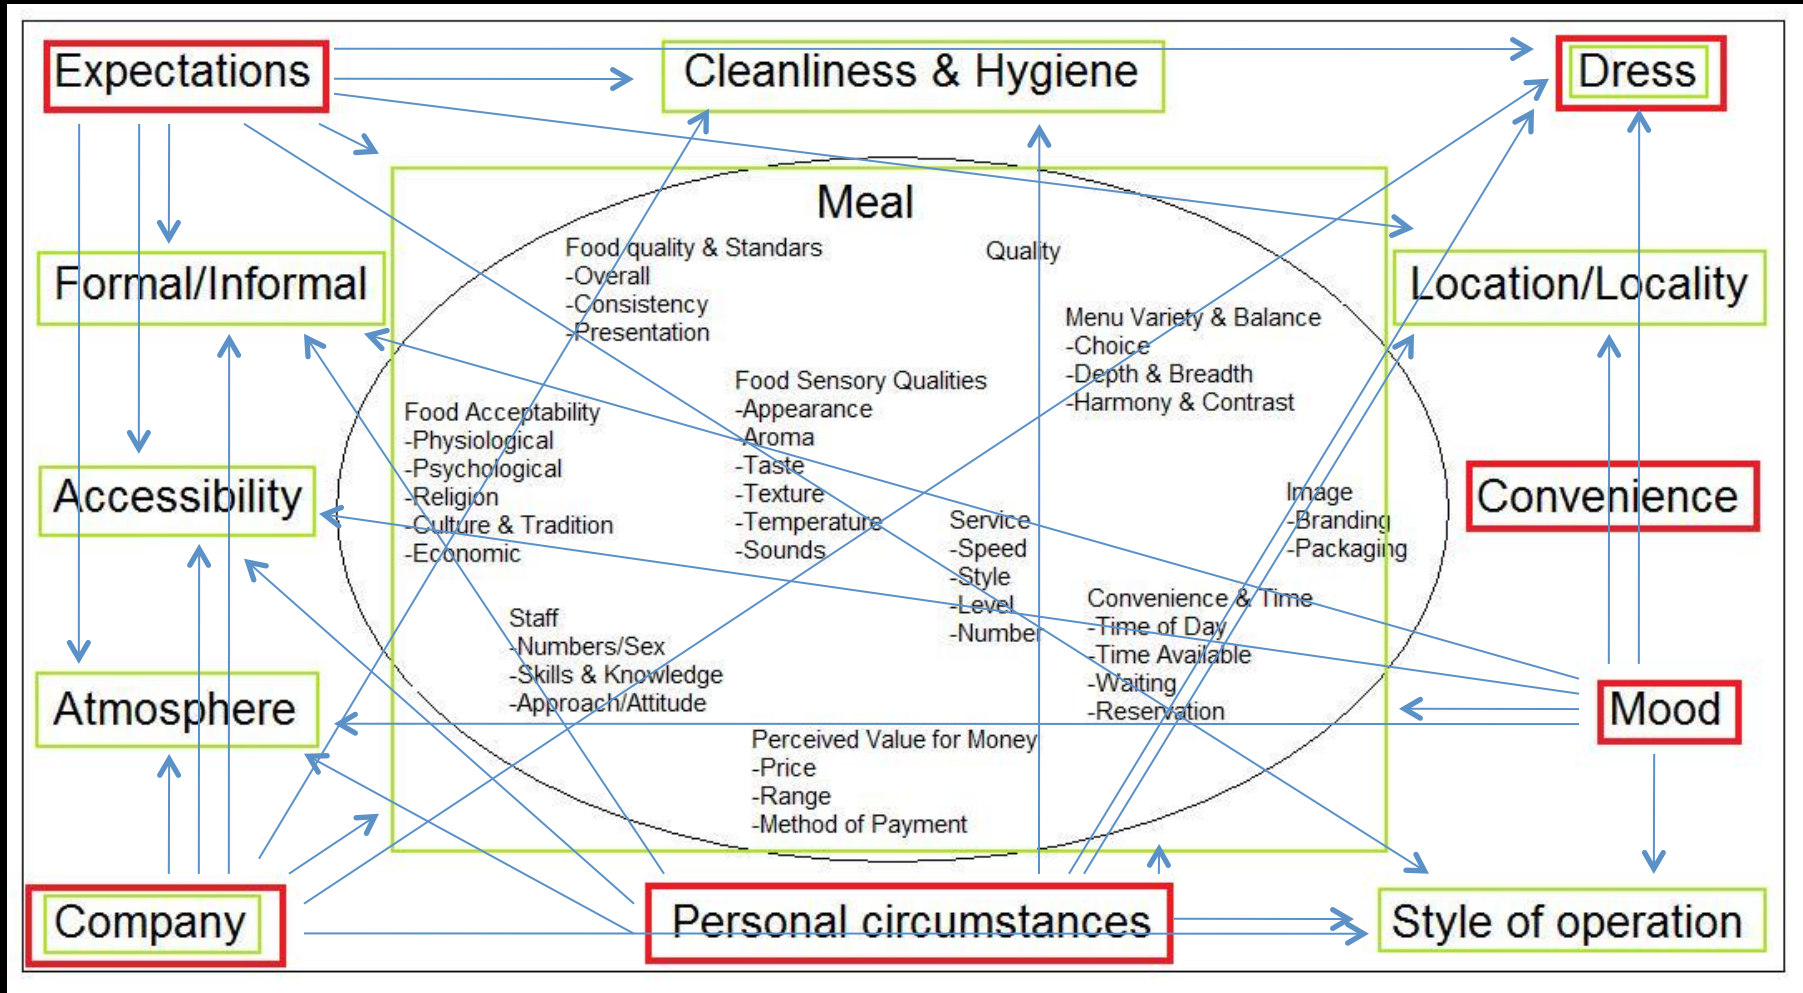 Expectations
Cleanliness & Hygiene
Dress
Meal
Food quality & Standars
-Overall
-Consistency
-Presentation
Quality
Formal/Informal
Location/Locality
Menu Variety & Balance
-Choice
-Depth & Breadth
-Harmony & Contrast
Food Sensory Qualities
-Appearance
-Aroma
-Taste
-Texture
-Temperature
-Sounds
Food Acceptability
-Physiological
-Psychological
-Religion
-Culture & Tradition
-Economic
Accessibility
Image
-Branding
-Packaging
Convenience
Service
-Speed
-Style
-Level
-Number
Convenience & Time
-Time of Day
-Time Available
-Waiting
-Reservation
Staff
-Numbers/Sex
-Skills & Knowledge
-Approach/Attitude
Atmosphere
Mood
Perceived Value for Money
-Price
-Range
-Method of Payment
Company
Personal circumstances
Style of operation